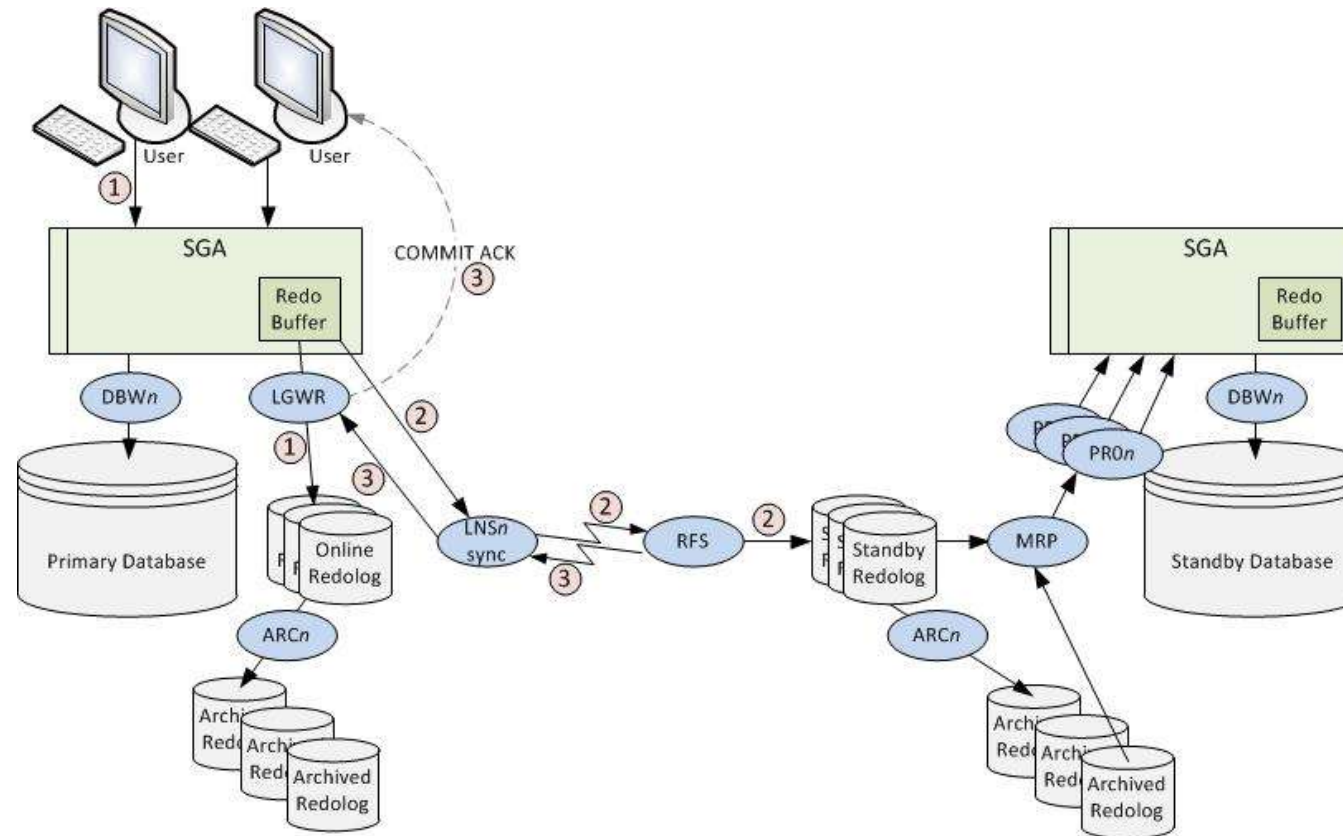 User
User
1
SGA
COMMIT ACK
3
SGA
Redo
Buffer
Redo
Buffer
DBWn
LGWR
2
DBWn
PR0n
1
3
2
2
LNSn
sync
RFS
MRP
Primary Database
Online
Redolog
3
Standby
Redolog
Standby Database
ARCn
ARCn
Archived
Redolog
Archived
Redolog